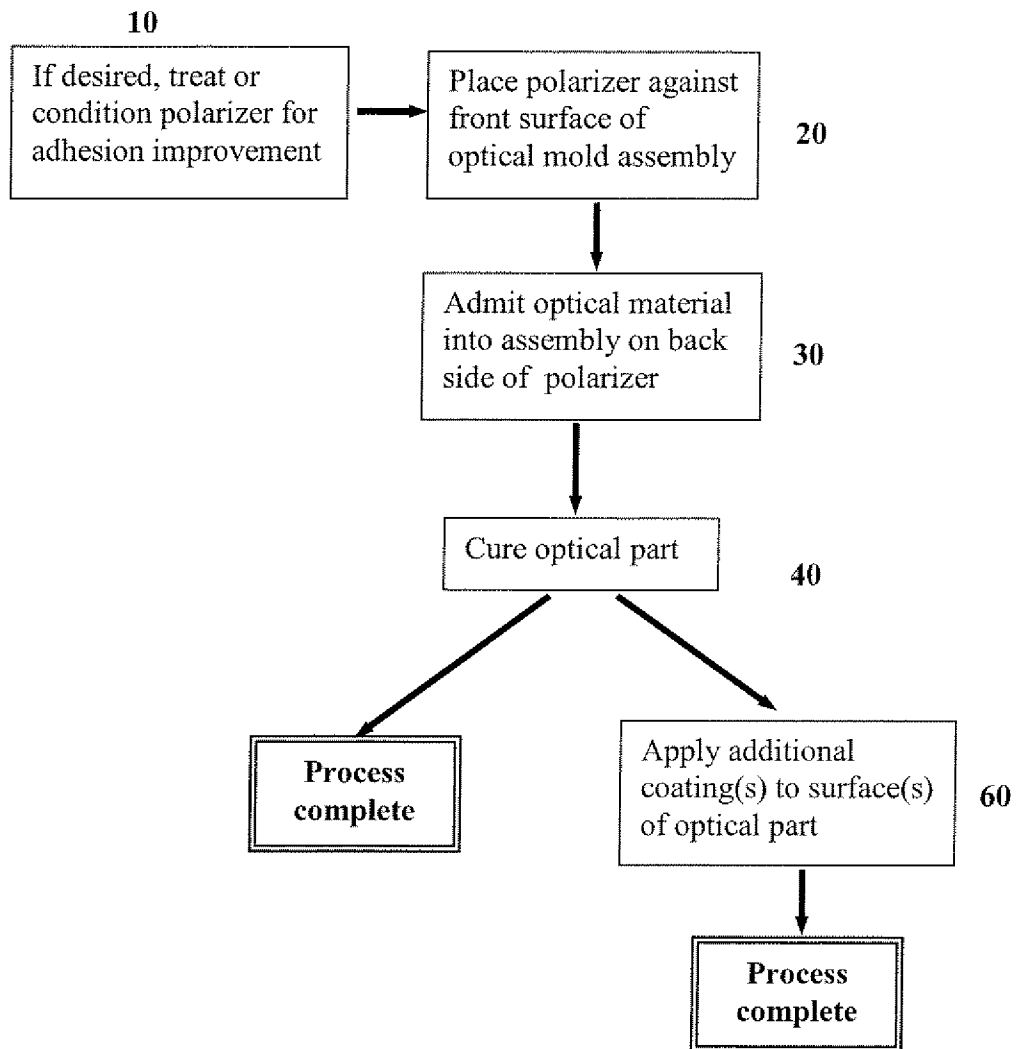 10
If desired, treat or
condition polarizer for
adhesion improvement
Place polarizer against
front surface of
optical mold assembly
20
Admit optical material
into assembly on back
side of polarizer
30
Cure optical part
40
Process
complete
Apply additional
coating(s) to surface(s)
of optical part
60
Process
complete